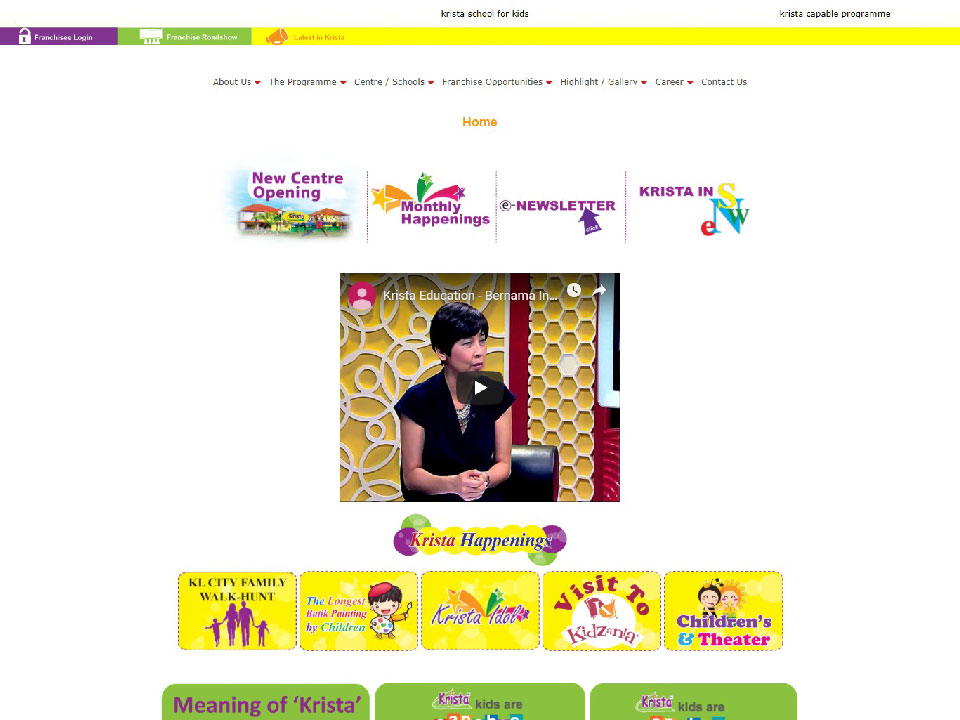 krista school for kids
krista capable programme
Franchisee Login
Franchise Roadshow
Latest in Krista
About Us
The Programme
Centre / Schools
Franchise Opportunities
Highlight / Gallery
Career
Contact Us
Home
New Centre
Opening
Monthly
Happenings
e-NEWSLETTER
KRISTA IN
NeWS
Krista Education - Bernama In...
Krista Happenings
KL CITY FAMILY
WALK-HUNT
The Longest
Batik Painting
by Children
Krista Idol
Visit To
Kidzania
Children's
& Theater
Meaning of 'Krista'
Krista kids are
Krista kids are